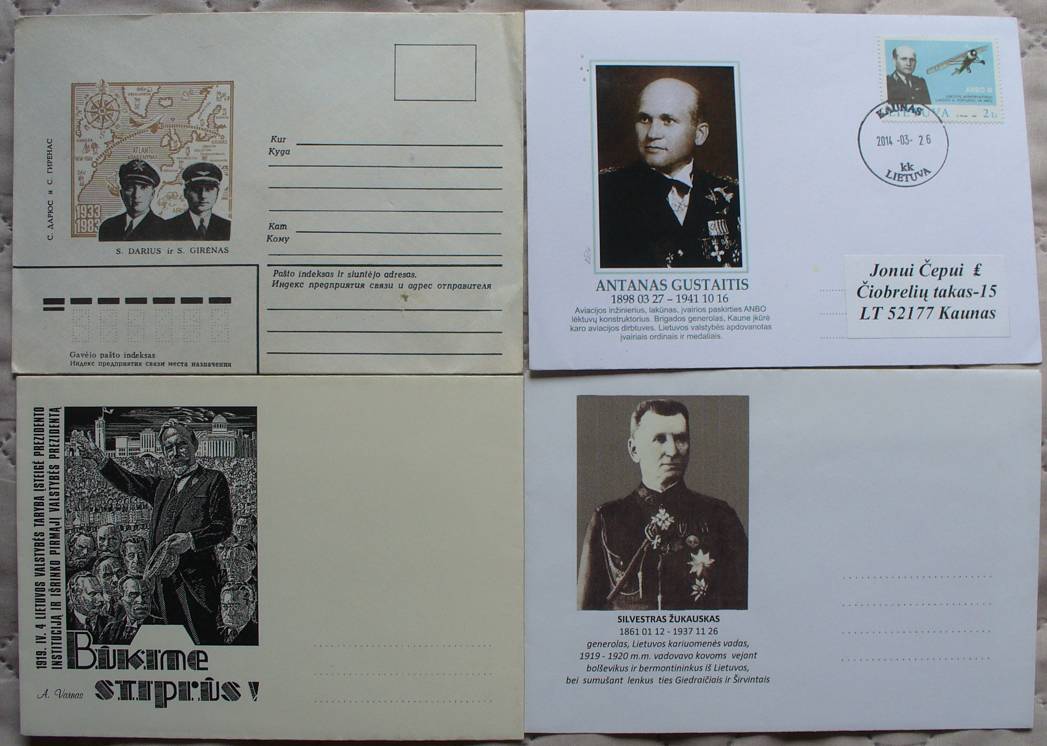 С. ДАРЮС и С. ГИРЕНАС
1933
1983
ATLANTO
S. DARIUS ir S. GIRĖNAS
Kur
Куда
Kam
Кому
Pašto indeksas ir siuntėjo adresas.
Индекс предприятия связи и адрес отправителя
Gavėjo pašto indeksas
Индекс предприятия связи места назначения
ANBO III
LIETUVA 2 Lt
KAUNAS
2014 -03- 26
kk
LIETUVA
ANTANAS GUSTAITIS
1898 03 27 – 1941 10 16
Aviacijos inžinierius, lakūnas, įvairios paskirties ANBO
lėktuvų konstruktorius. Brigados generolas, Kaune įkūrė
karo aviacijos dirbtuves. Lietuvos valstybės apdovanotas
įvairiais ordinais ir medaliais.
Jonui Čepui £
Čiobrelių takas-15
LT 52177 Kaunas
1919. IV. 4 LIETUVOS VALSTYBĖS TARYBA ĮSTEIGĖ PREZIDENTO
INSTITUCIJĄ IR IŠRINKO PIRMĄJĮ VALSTYBĖS PREZIDENTĄ
BŪKIME
STIPRŪS!
A. Varnas
SILVESTRAS ŽUKAUSKAS
1861 01 12 - 1937 11 26
generolas, Lietuvos kariuomenės vadas,
1919 - 1920 m.m. vadovavo kovoms vejant
bolševikus ir bermontininkus iš Lietuvos,
bei sumušant lenkus ties Giedraičiais ir Širvintais